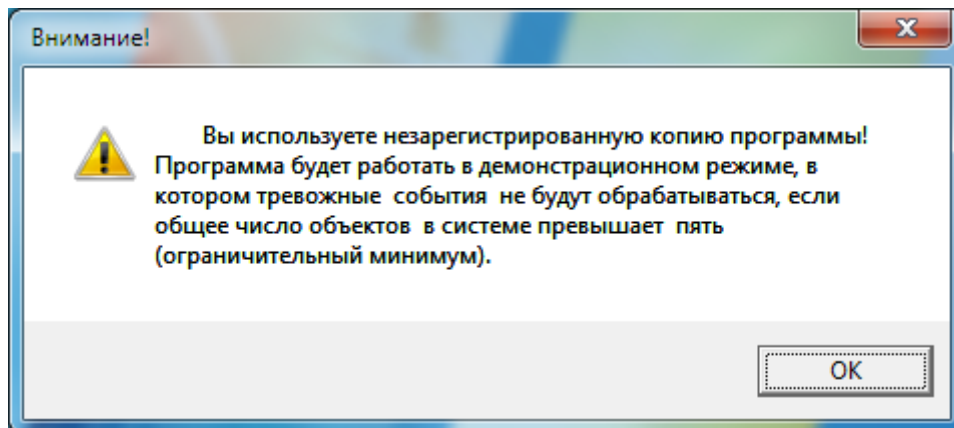 Внимание!
Вы используете незарегистрированную копию программы!
Программа будет работать в демонстрационном режиме, в
котором тревожные события не будут обрабатываться, если
общее число объектов в системе превышает пять
(ограничительный минимум).
OK